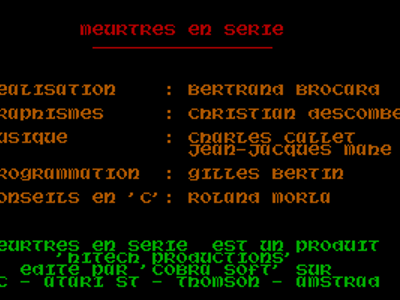 MEURTRES EN SERIE
EALISATION : BERTRAND BROCARD
RAPHISMES : CHRISTIAN DESCOMBE
USIQUE : CHARLES CALLET
JEAN-JACQUES MANE
ROGRAMMATION : GILLES BERTIN
ONSEILS EN 'C' : ROLAND MORLA
EURTRES EN SERIE EST UN PRODUIT
'HITECH PRODUCTIONS'
EDITE PAR 'COBRA SOFT' SUR
C - ATARI ST - THOMSON - AMSTRAD